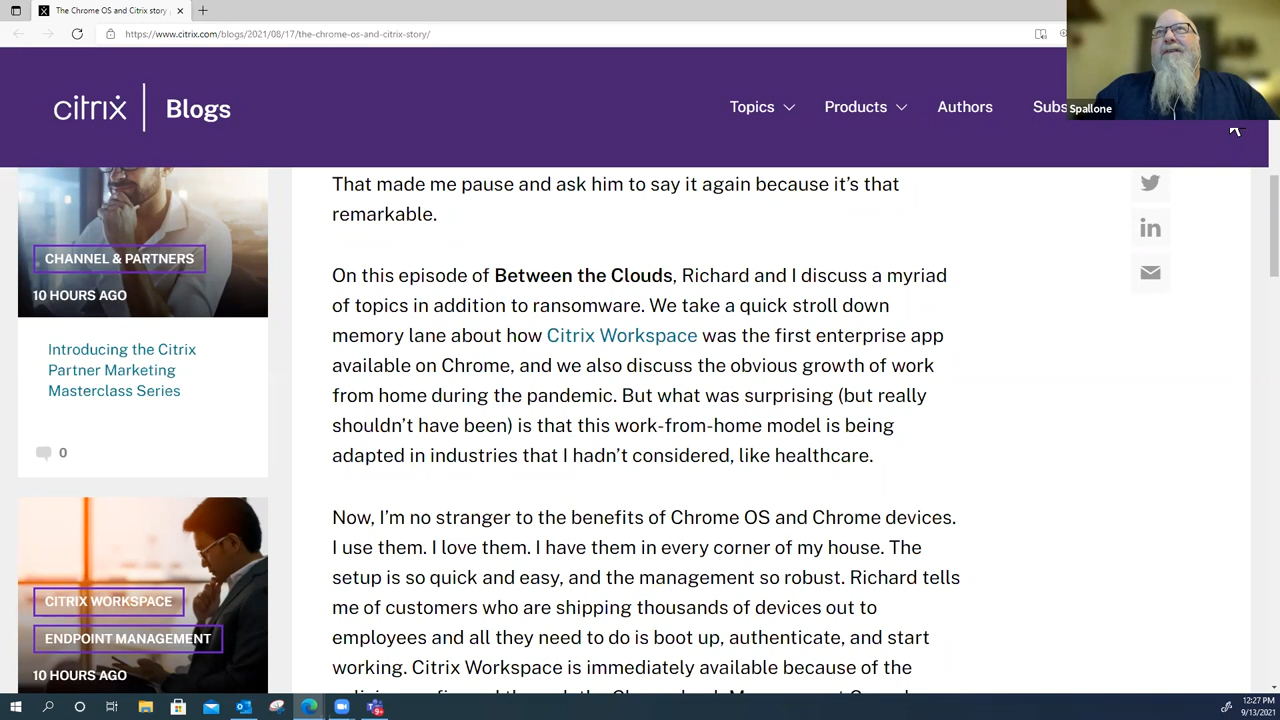 The Chrome OS and Citrix story
https://www.citrix.com/blogs/2021/08/17/the-chrome-os-and-citrix-story/
citrix
Blogs
Topics
Products
Authors
Subs
Spallone
CHANNEL & PARTNERS
10 HOURS AGO
Introducing the Citrix
Partner Marketing
Masterclass Series
0
CITRIX WORKSPACE
ENDPOINT MANAGEMENT
10 HOURS AGO
That made me pause and ask him to say it again because it's that
remarkable.
On this episode of Between the Clouds, Richard and I discuss a myriad
of topics in addition to ransomware. We take a quick stroll down
memory lane about how Citrix Workspace was the first enterprise app
available on Chrome, and we also discuss the obvious growth of work
from home during the pandemic. But what was surprising (but really
shouldn't have been) is that this work-from-home model is being
adapted in industries that I hadn't considered, like healthcare.
Now, I'm no stranger to the benefits of Chrome OS and Chrome devices.
I use them. I love them. I have them in every corner of my house. The
setup is so quick and easy, and the management so robust. Richard tells
me of customers who are shipping thousands of devices out to
employees and all they need to do is boot up, authenticate, and start
working. Citrix Workspace is immediately available because of the
12:27 PM
9/13/2021